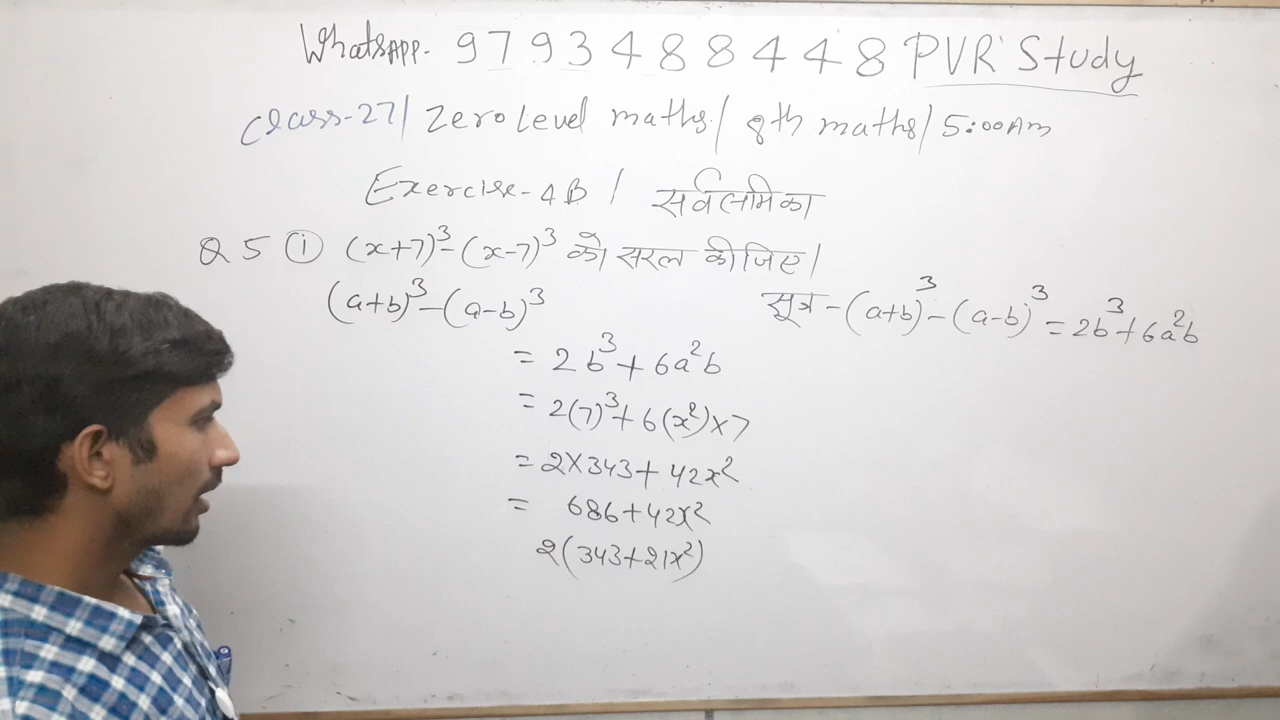 WhatsApp. 9793488448 PVR Study
Class-27/ Zero Level maths/ 8th maths/ 5:00Am
Exercise-4B / सर्वसमिका
Q 5 (i) (x+7)³-(x-7)³ को सरल कीजिए।
(a+b)³-(a-b)³
सूत्र - (a+b)³-(a-b)³ = 2b³+6a²b
= 2b³+6a²b
= 2(7)³+6(x²)×7
= 2×343+42x²
= 686+42x²
2(343+21x²)